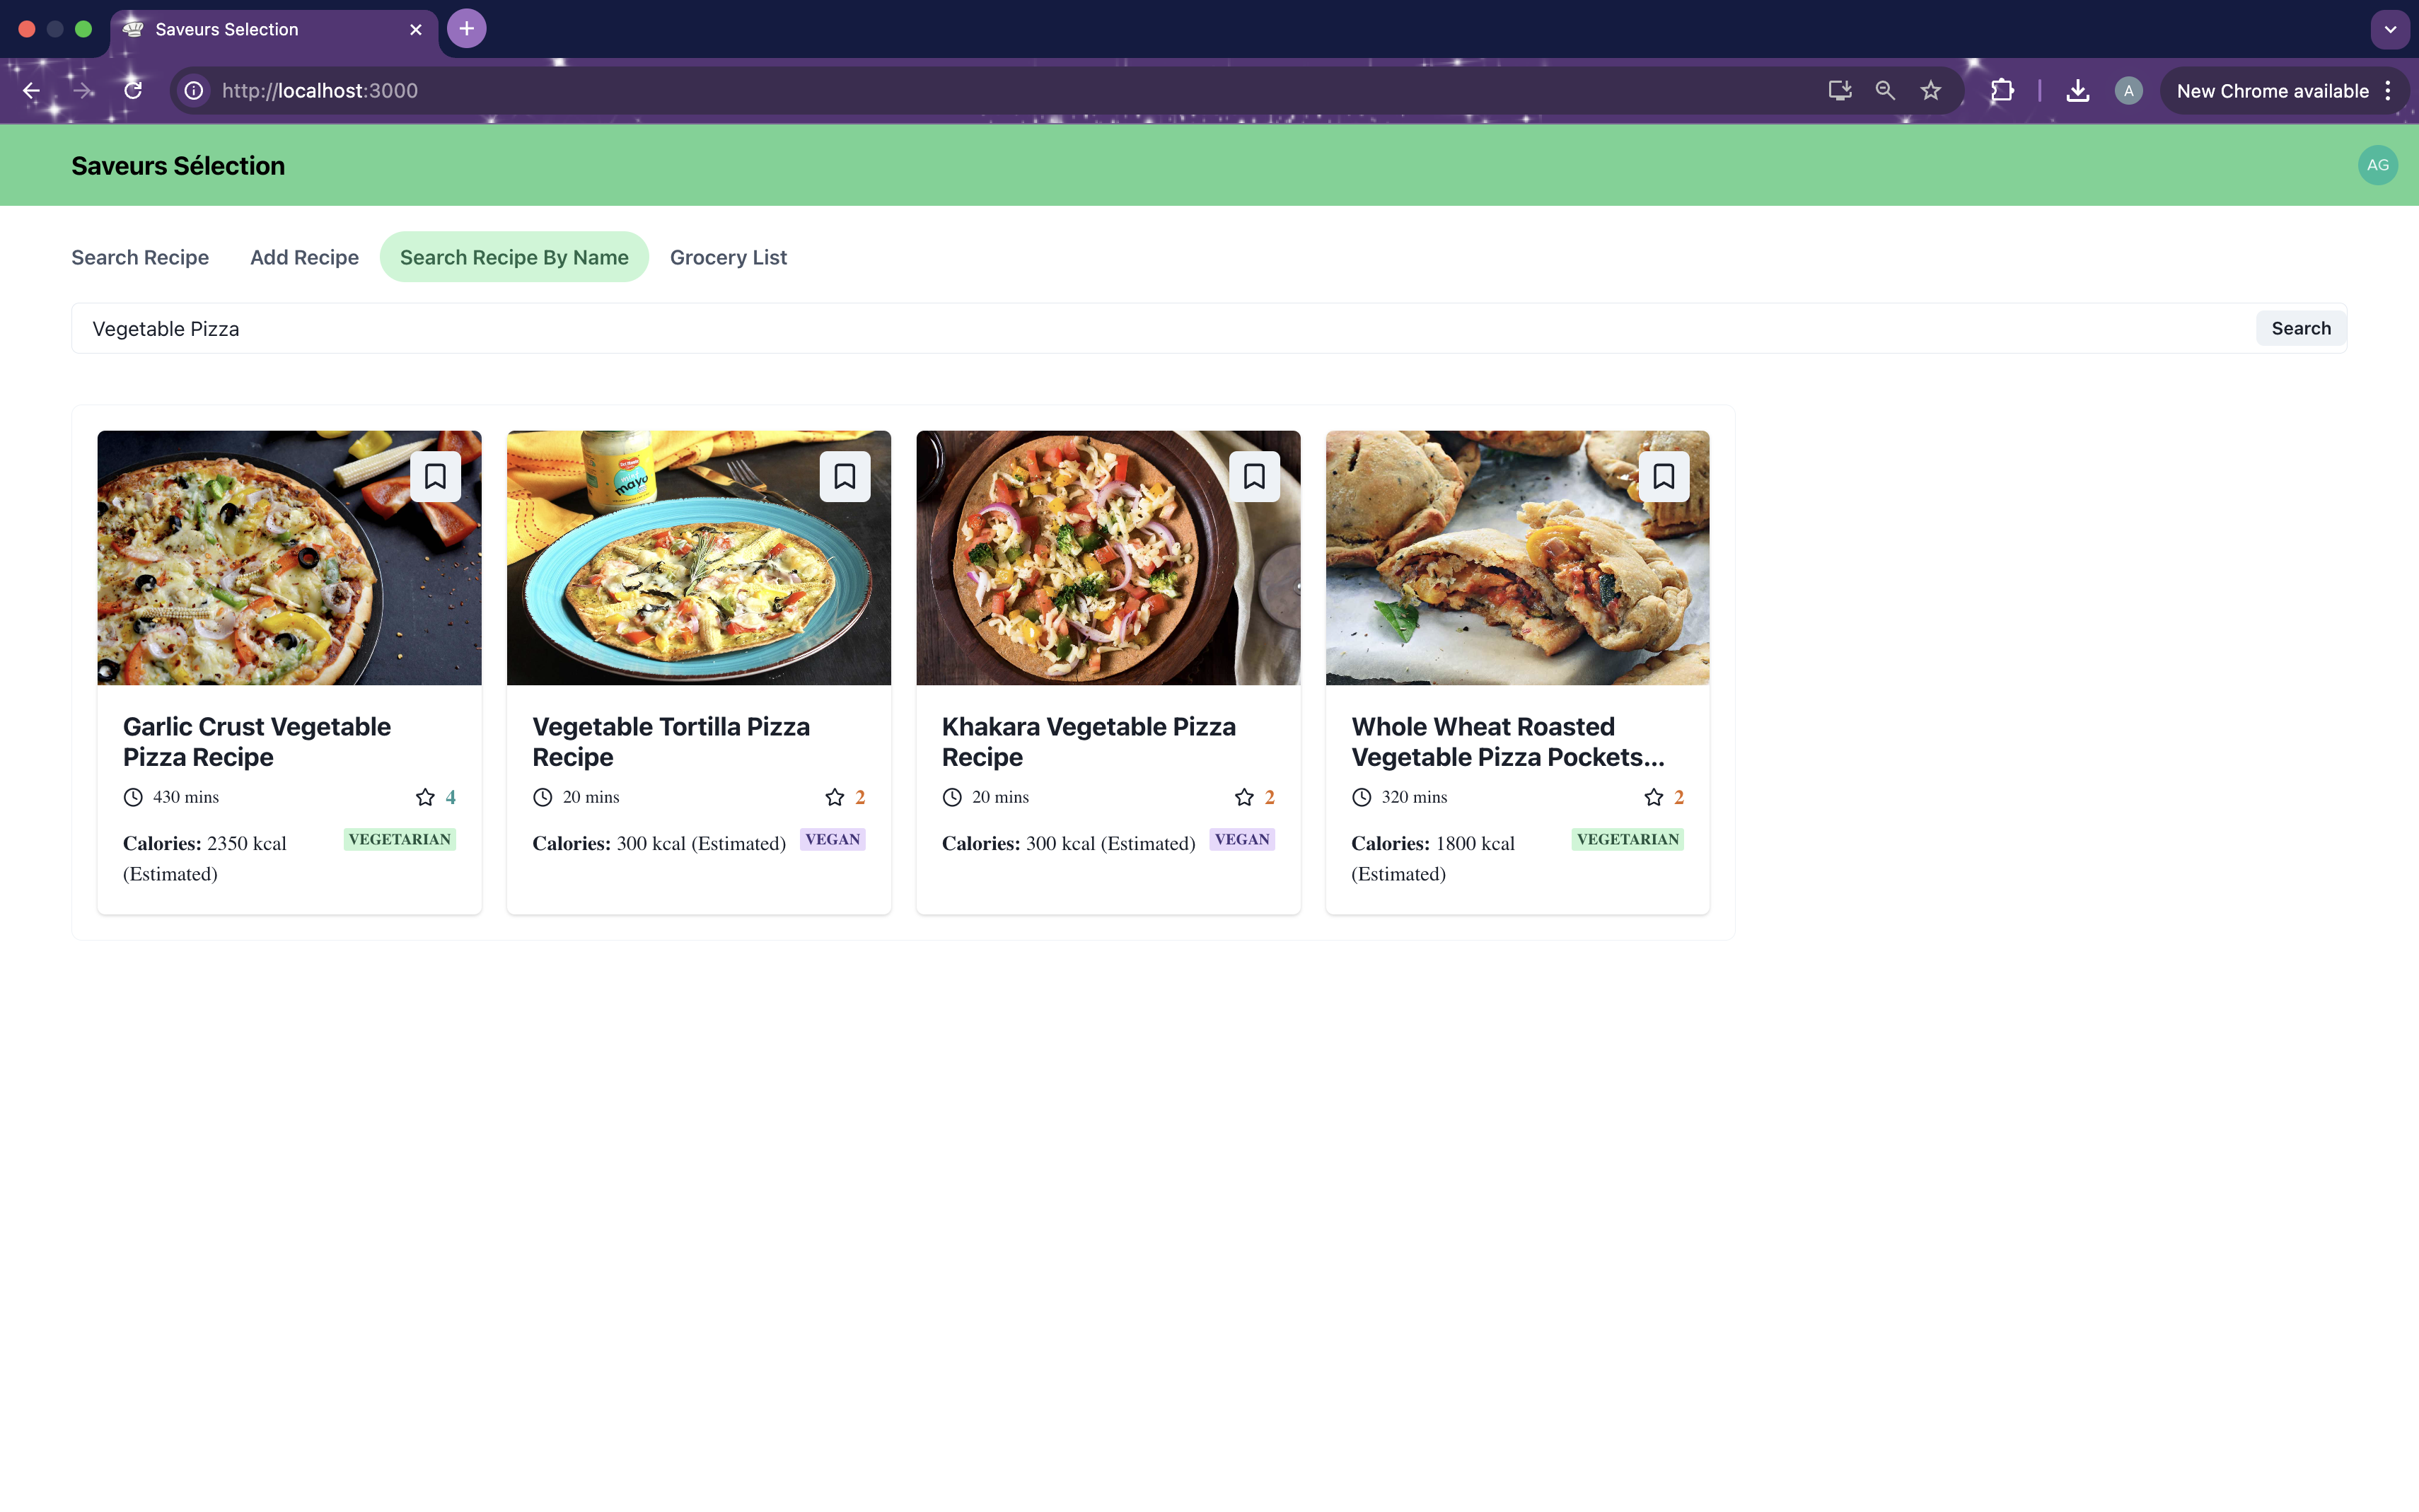 Saveurs Selection
http://localhost:3000
A
New Chrome available
Saveurs Sélection
AG
Search Recipe
Add Recipe
Search Recipe By Name
Grocery List
Vegetable Pizza
Search
Del Monte
mayo
Garlic Crust Vegetable
Pizza Recipe
430 mins
4
Calories: 2350 kcal
(Estimated)
VEGETARIAN
Vegetable Tortilla Pizza
Recipe
20 mins
2
Calories: 300 kcal (Estimated)
VEGAN
Khakara Vegetable Pizza
Recipe
20 mins
2
Calories: 300 kcal (Estimated)
VEGAN
Whole Wheat Roasted
Vegetable Pizza Pockets...
320 mins
2
Calories: 1800 kcal
(Estimated)
VEGETARIAN